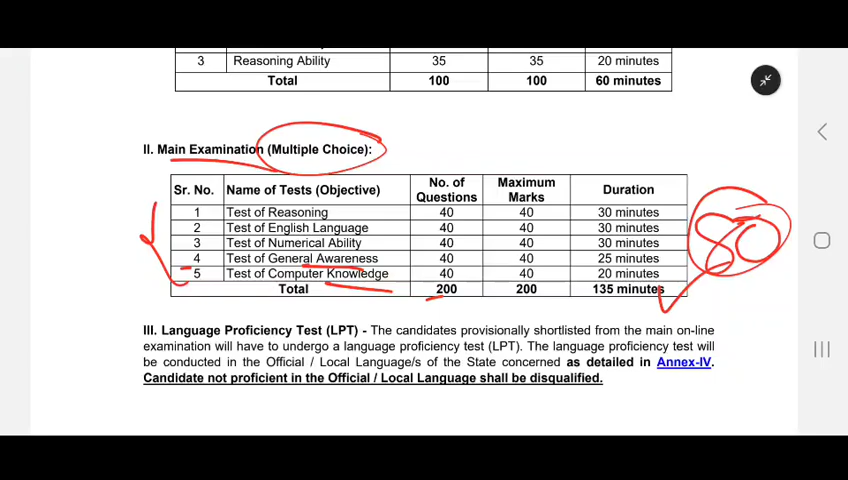 3 Reasoning Ability 35 35 20 minutes
Total 100 100 60 minutes
II. Main Examination (Multiple Choice):
Sr. No. Name of Tests (Objective) No. of Questions Maximum Marks Duration
1 Test of Reasoning 40 40 30 minutes
2 Test of English Language 40 40 30 minutes
3 Test of Numerical Ability 40 40 30 minutes
4 Test of General Awareness 40 40 25 minutes
5 Test of Computer Knowledge 40 40 20 minutes
Total 200 200 135 minutes
80
III. Language Proficiency Test (LPT) - The candidates provisionally shortlisted from the main on-line
examination will have to undergo a language proficiency test (LPT). The language proficiency test will
be conducted in the Official / Local Language/s of the State concerned as detailed in Annex-IV.
Candidate not proficient in the Official / Local Language shall be disqualified.